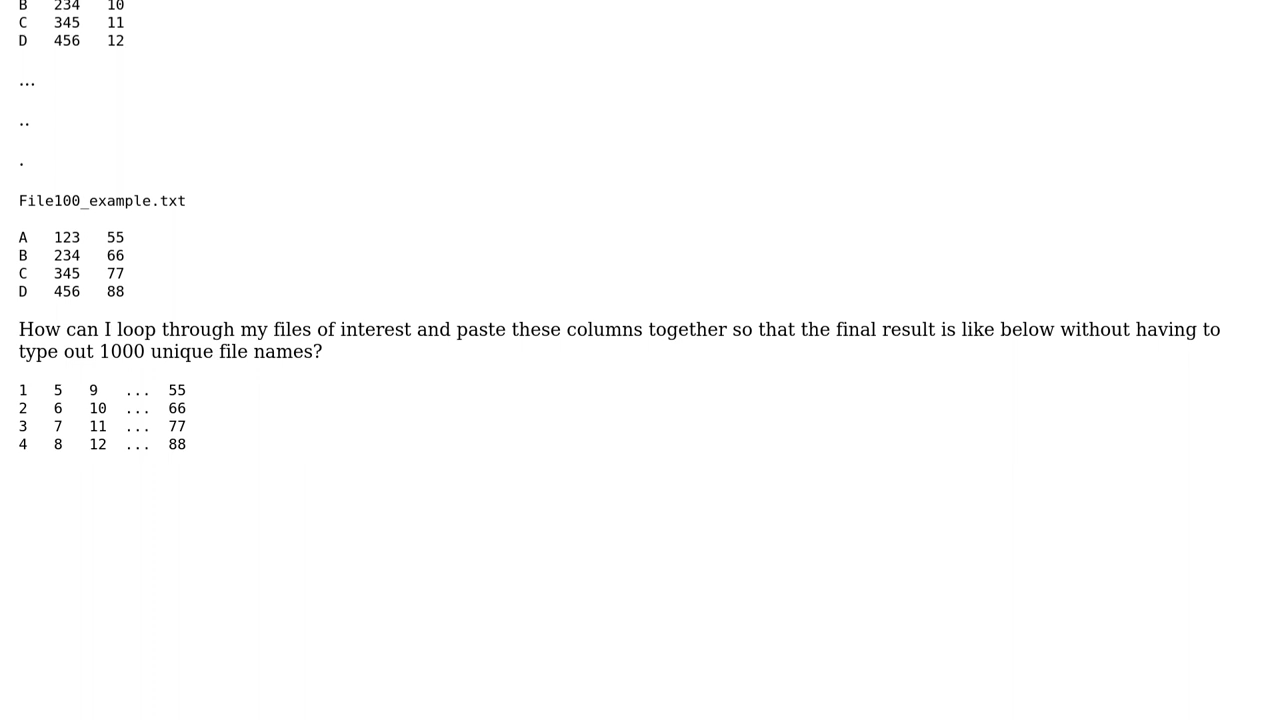 B   234   10
C   345   11
D   456   12
...
..
.
File100_example.txt
A   123   55
B   234   66
C   345   77
D   456   88
How can I loop through my files of interest and paste these columns together so that the final result is like below without having to
type out 1000 unique file names?
1   5   9   ...  55
2   6   10  ...  66
3   7   11  ...  77
4   8   12  ...  88